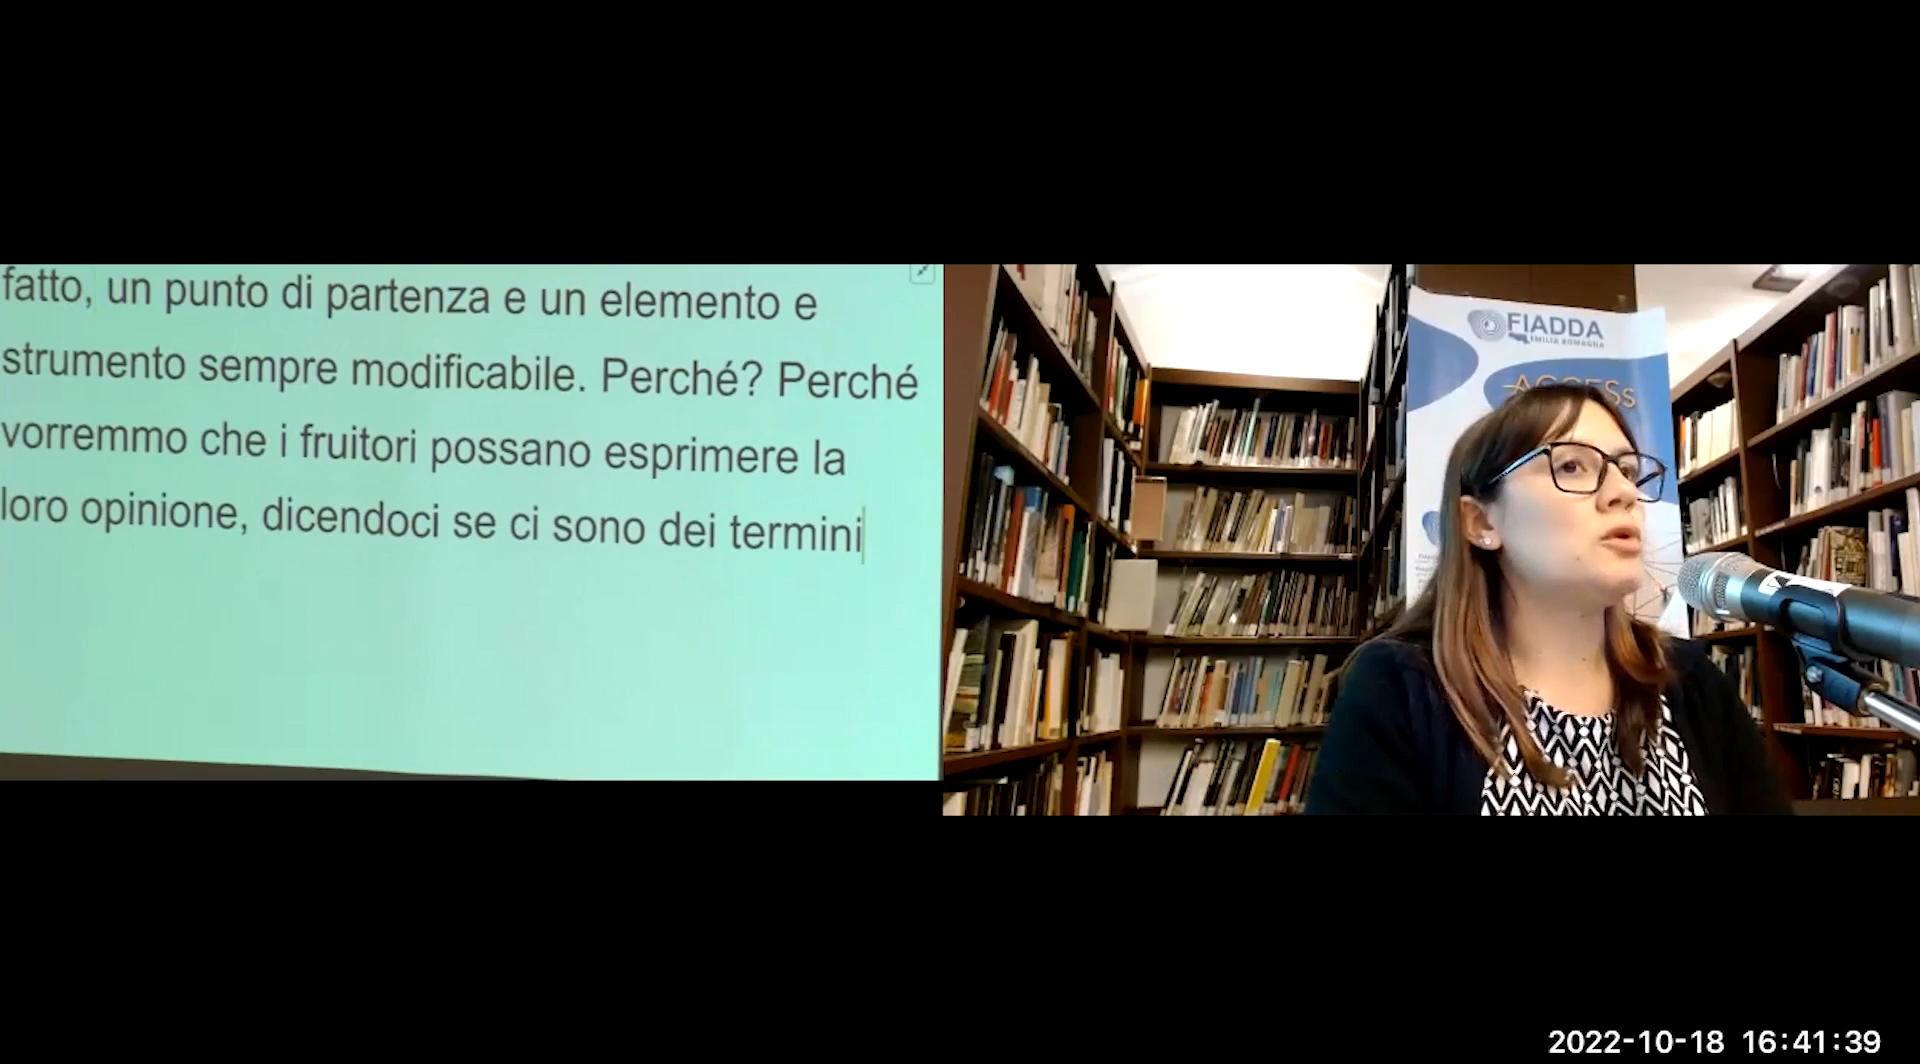 fatto, un punto di partenza e un elemento e
strumento sempre modificabile. Perché? Perché
vorremmo che i fruitori possano esprimere la
loro opinione, dicendoci se ci sono dei termini
FIADDA
EMILIA ROMAGNA
ACCESS
2022-10-18 16:41:39